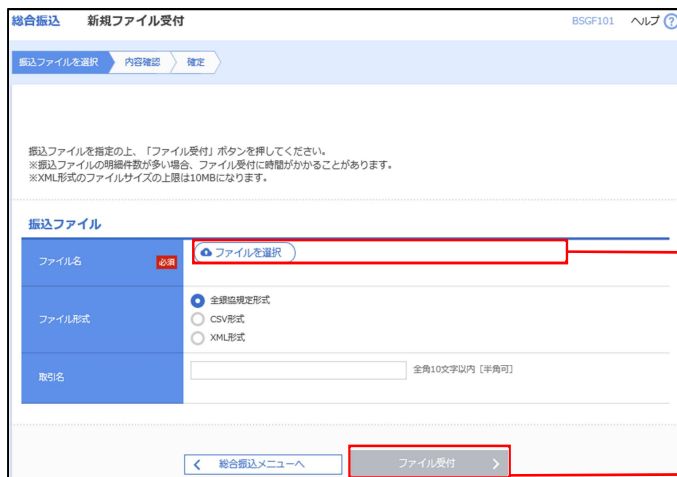 総合振込 新規ファイル受付 BSGF101 ヘルプ ?
振込ファイルを選択 内容確認 確定
振込ファイルを指定の上、「ファイル受付」ボタンを押してください。
※振込ファイルの明細件数が多い場合、ファイル受付に時間がかかることがあります。
※XML形式のファイルサイズの上限は10MBになります。
振込ファイル
ファイル名 必須 ファイルを選択
ファイル形式
全銀協規定形式
CSV形式
XML形式
取引名 全角10文字以内 [半角可]
総合振込メニューへ ファイル受付